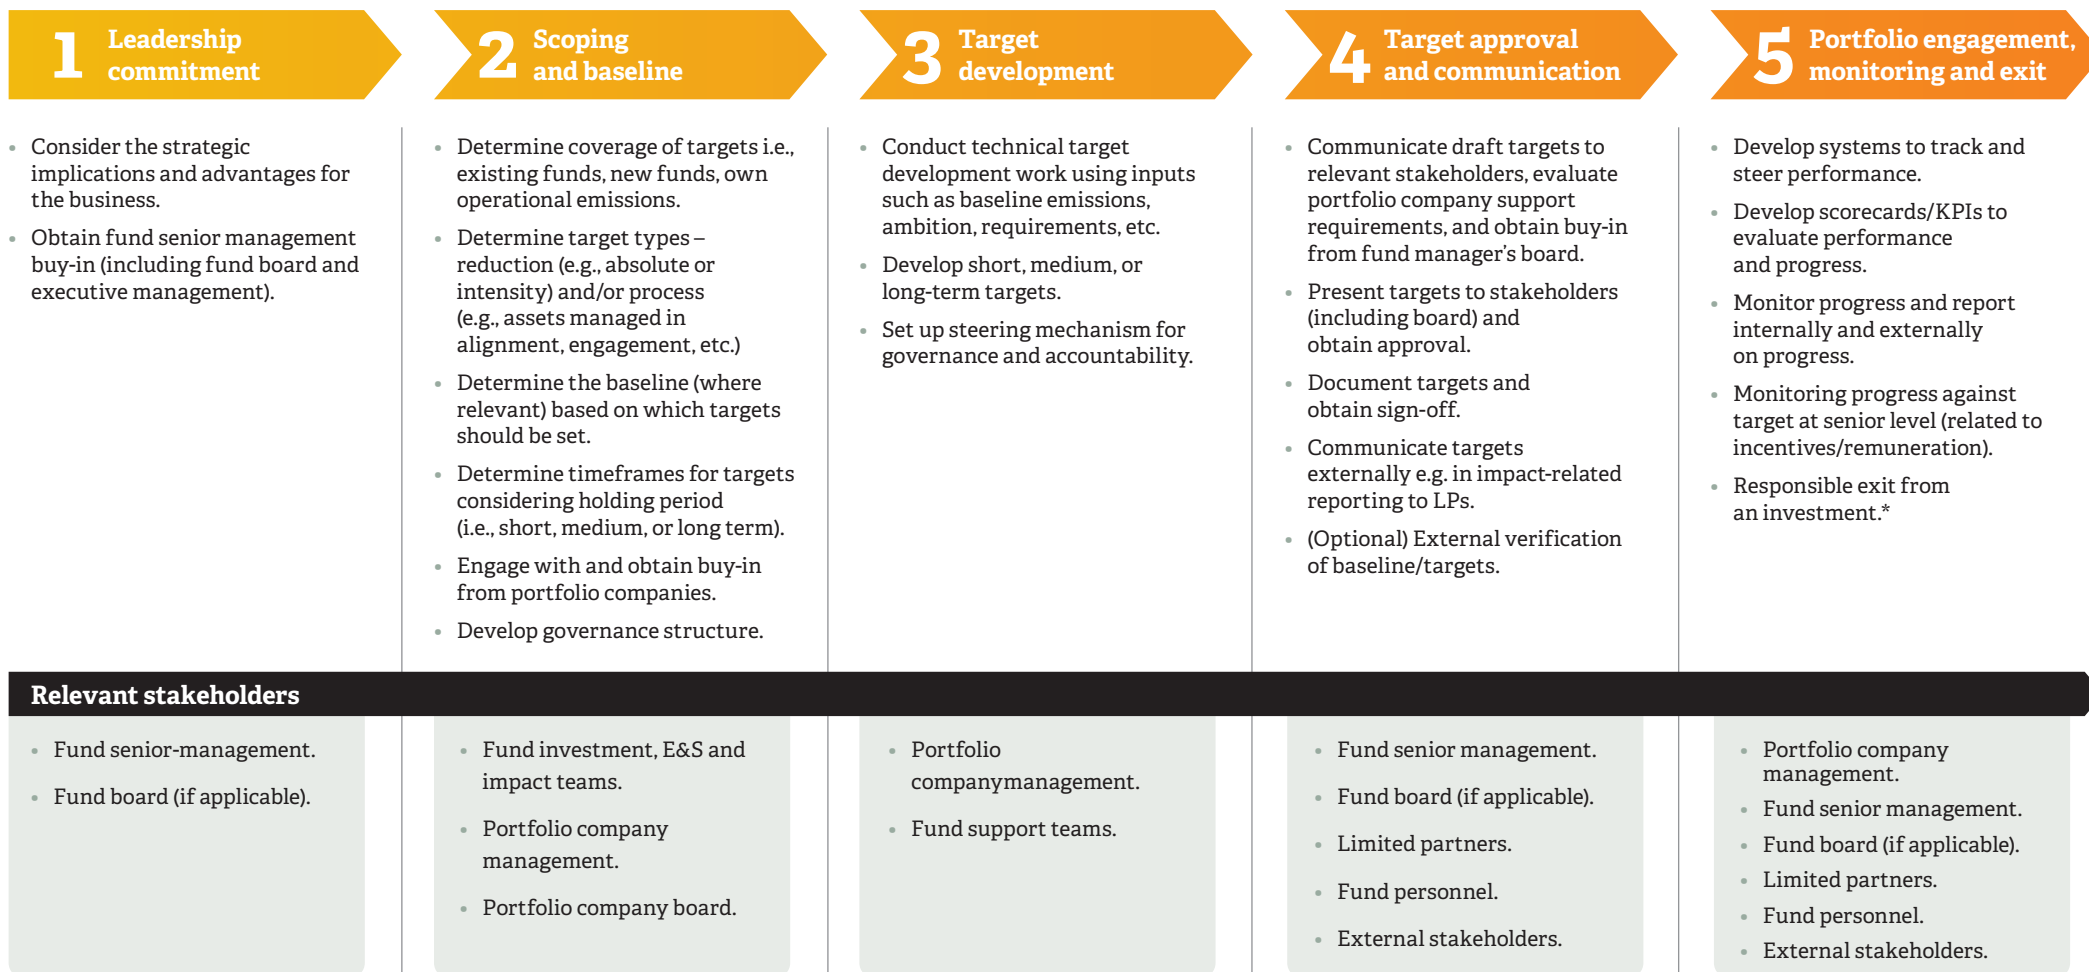 1 Leadership
commitment
• Consider the strategic
implications and advantages for
the business.
• Obtain fund senior management
buy-in (including fund board and
executive management).
2 Scoping
and baseline
• Determine coverage of targets i.e.,
existing funds, new funds, own
operational emissions.
• Determine target types –
reduction (e.g., absolute or
intensity) and/or process
(e.g., assets managed in
alignment, engagement, etc.)
• Determine the baseline (where
relevant) based on which targets
should be set.
• Determine timeframes for targets
considering holding period
(i.e., short, medium, or long term).
• Engage with and obtain buy-in
from portfolio companies.
• Develop governance structure.
3 Target
development
• Conduct technical target
development work using inputs
such as baseline emissions,
ambition, requirements, etc.
• Develop short, medium, or
long-term targets.
• Set up steering mechanism for
governance and accountability.
4 Target approval
and communication
• Communicate draft targets to
relevant stakeholders, evaluate
portfolio company support
requirements, and obtain buy-in
from fund manager's board.
• Present targets to stakeholders
(including board) and
obtain approval.
• Document targets and
obtain sign-off.
• Communicate targets
externally e.g. in impact-related
reporting to LPs.
• (Optional) External verification
of baseline/targets.
5 Portfolio engagement,
monitoring and exit
• Develop systems to track and
steer performance.
• Develop scorecards/KPIs to
evaluate performance
and progress.
• Monitor progress and report
internally and externally
on progress.
• Monitoring progress against
target at senior level (related to
incentives/remuneration).
• Responsible exit from
an investment.*
Relevant stakeholders
• Fund senior-management.
• Fund board (if applicable).
• Fund investment, E&S and
impact teams.
• Portfolio company
management.
• Portfolio company board.
• Portfolio
companymanagement.
• Fund support teams.
• Fund senior management.
• Fund board (if applicable).
• Limited partners.
• Fund personnel.
• External stakeholders.
• Portfolio company
management.
• Fund senior management.
• Fund board (if applicable).
• Limited partners.
• Fund personnel.
• External stakeholders.